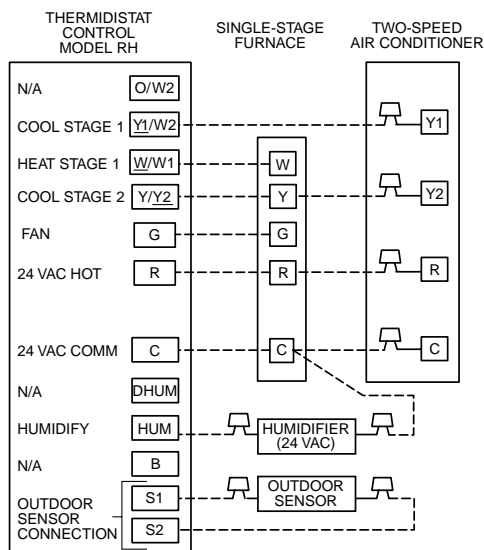 THERMIDISTAT
CONTROL
MODEL RH
SINGLE-STAGE
FURNACE
TWO-SPEED
AIR CONDITIONER
N/A O/W2
COOL STAGE 1 Y1/W2 Y1
HEAT STAGE 1 W/W1 W
COOL STAGE 2 Y/Y2 Y Y2
FAN G G
24 VAC HOT R R R
24 VAC COMM C C C
N/A DHUM
HUMIDIFY HUM HUMIDIFIER
(24 VAC)
N/A B
OUTDOOR
SENSOR
CONNECTION
S1 OUTDOOR
SENSOR
S2